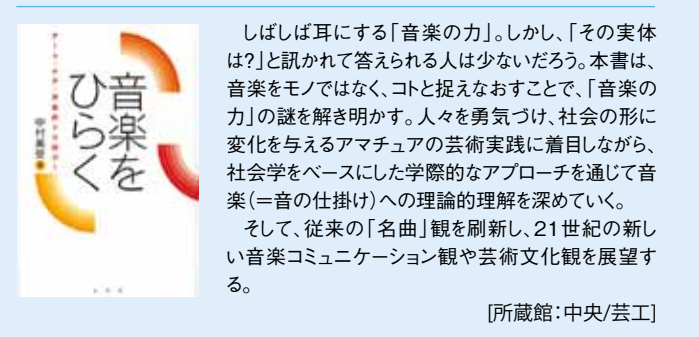 音楽を
ひらく
中村美亜
しばしば耳にする「音楽の力」。しかし、「その実体
は?」と訊かれて答えられる人は少ないだろう。本書は、
音楽をモノではなく、コトと捉えなおすことで、「音楽の
力」の謎を解き明かす。人々を勇気づけ、社会の形に
変化を与えるアマチュアの芸術実践に着目しながら、
社会学をベースにした学際的なアプローチを通じて音
楽(＝音の仕掛け)への理論的理解を深めていく。
そして、従来の「名曲」観を刷新し、21世紀の新し
い音楽コミュニケーション観や芸術文化観を展望す
る。
[所蔵館：中央/芸工]